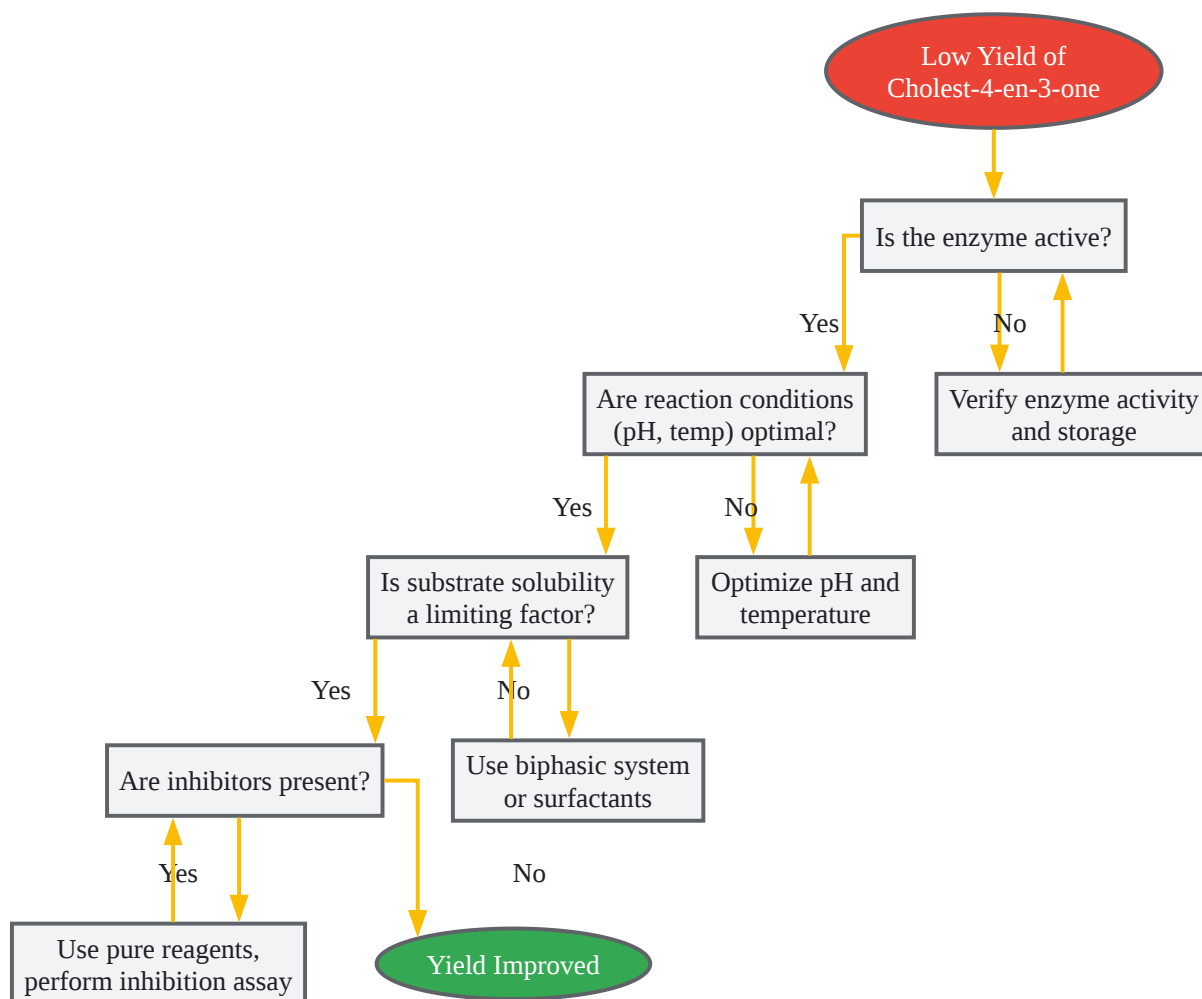 Low Yield of
Cholest-4-en-3-one
Is the enzyme active?
Yes
No
Are reaction conditions
(pH, temp) optimal?
Verify enzyme activity
and storage
Yes
No
Is substrate solubility
a limiting factor?
Optimize pH and
temperature
Yes
No
Are inhibitors present?
Use biphasic system
or surfactants
Yes
No
Use pure reagents,
perform inhibition assay
Yield Improved